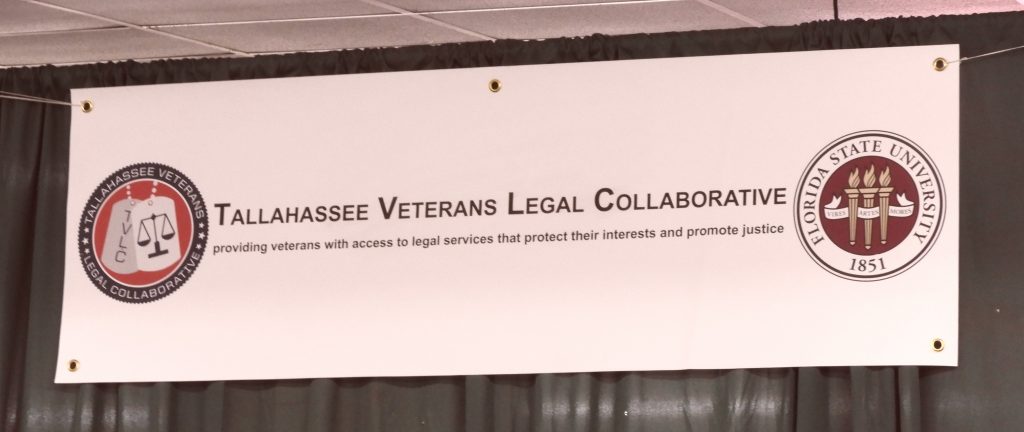 TALLAHASSEE VETERANS
TVLC
LEGAL COLLABORATIVE
TALLAHASSEE VETERANS LEGAL COLLABORATIVE
providing veterans with access to legal services that protect their interests and promote justice
FLORIDA STATE UNIVERSITY
VIRES ARTES MORES
1851